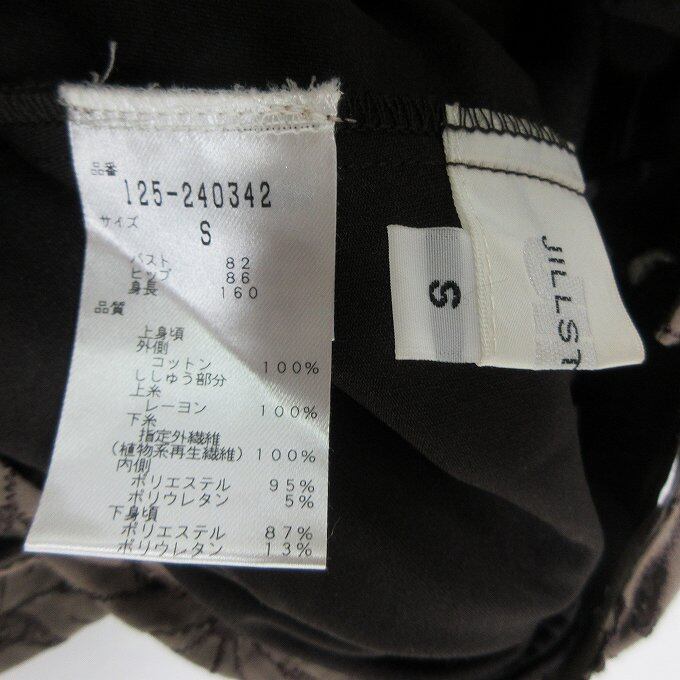 品番
125-240342
サイズ
S
バスト 82
ヒップ 86
身長 160
品質
上身頃
外側
コットン 100%
ししゅう部分
上糸
レーヨン 100%
下糸
指定外繊維
(植物系再生繊維) 100%
内側
ポリエステル 95%
ポリウレタン 5%
下身頃
ポリエステル 87%
ポリウレタン 13%
S
JILLST